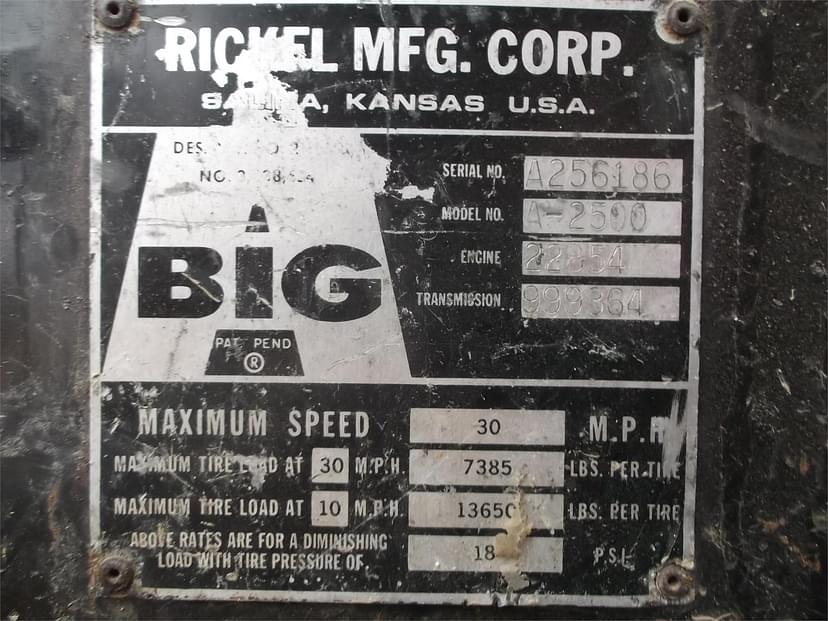 RICKEL MFG. CORP.
SALINA, KANSAS U.S.A.
SERIAL NO. A256186
MODEL NO. A-2500
ENGINE 22854
TRANSMISSION 999364
BIG A
PAT. PEND
®
MAXIMUM SPEED 30 M.P.H
MAXIMUM TIRE LOAD AT 30 M.P.H. 7385 LBS. PER TIRE
MAXIMUM TIRE LOAD AT 10 M.P.H. 13650 LBS. PER TIRE
ABOVE RATES ARE FOR A DIMINISHING
LOAD WITH TIRE PRESSURE OF. 18 P.S.I.